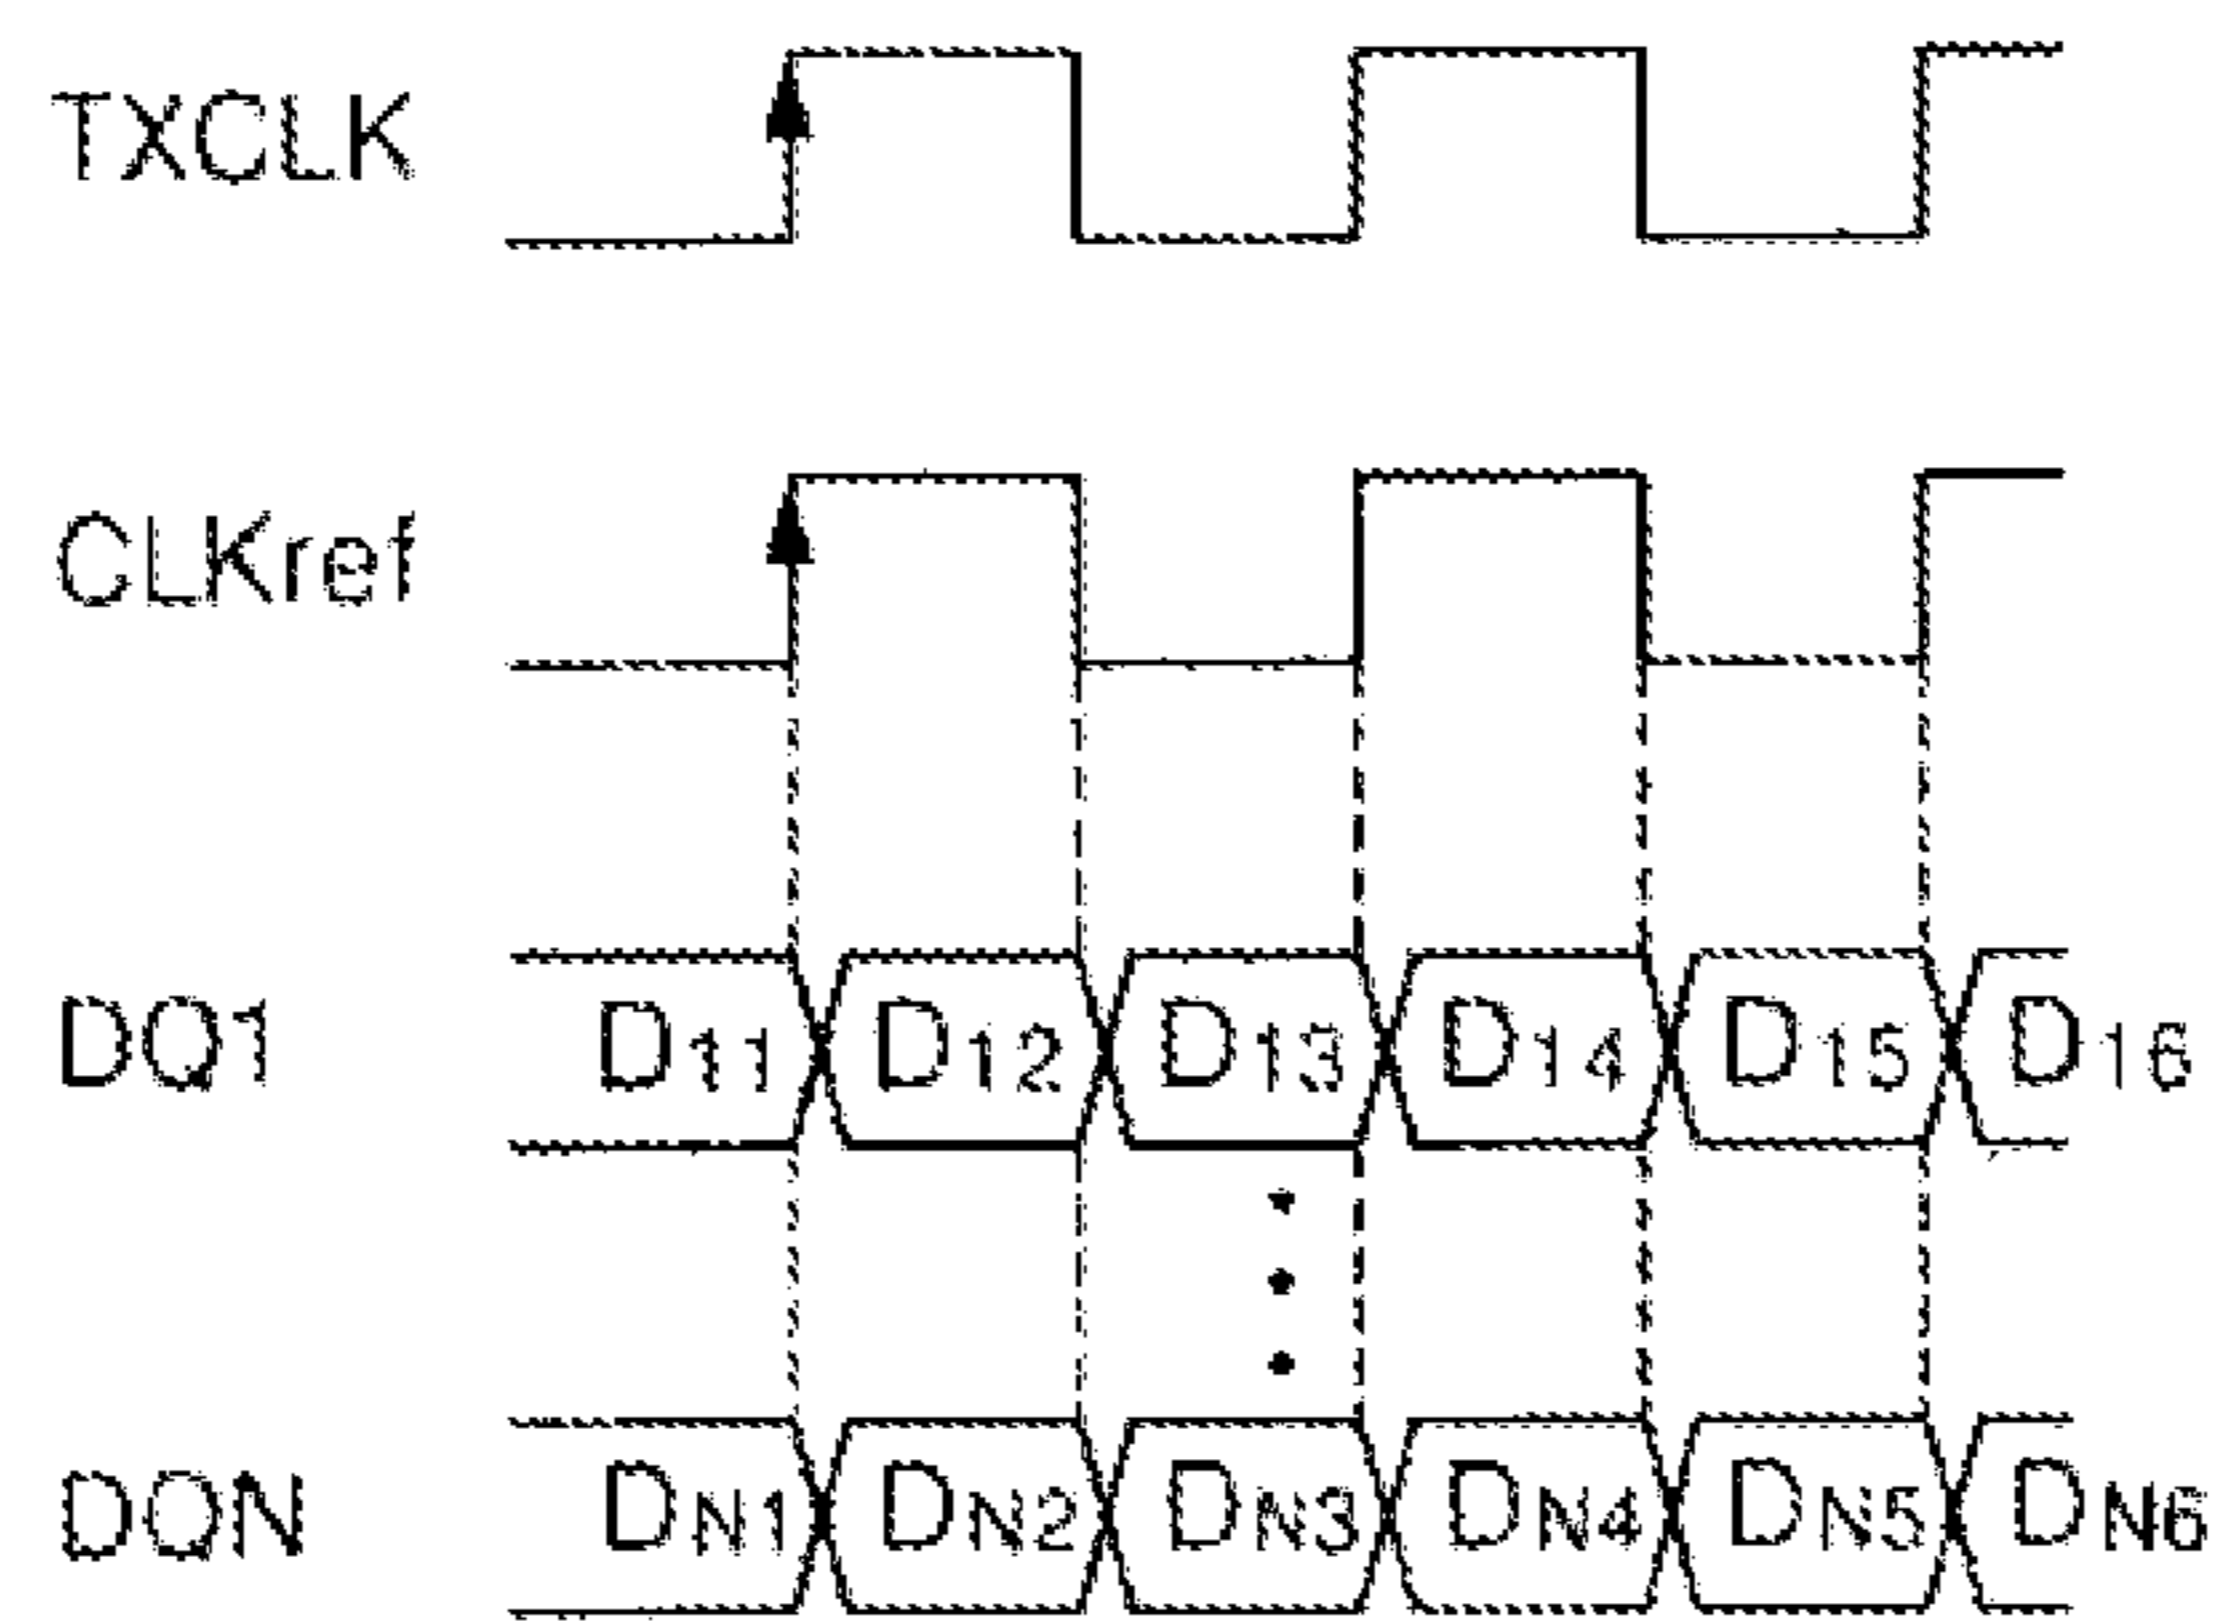 TXCLK
CLKref
DQ1 D11 D12 D13 D14 D15 D16
DQN DN1 DN2 DN3 DN4 DN5 DN6